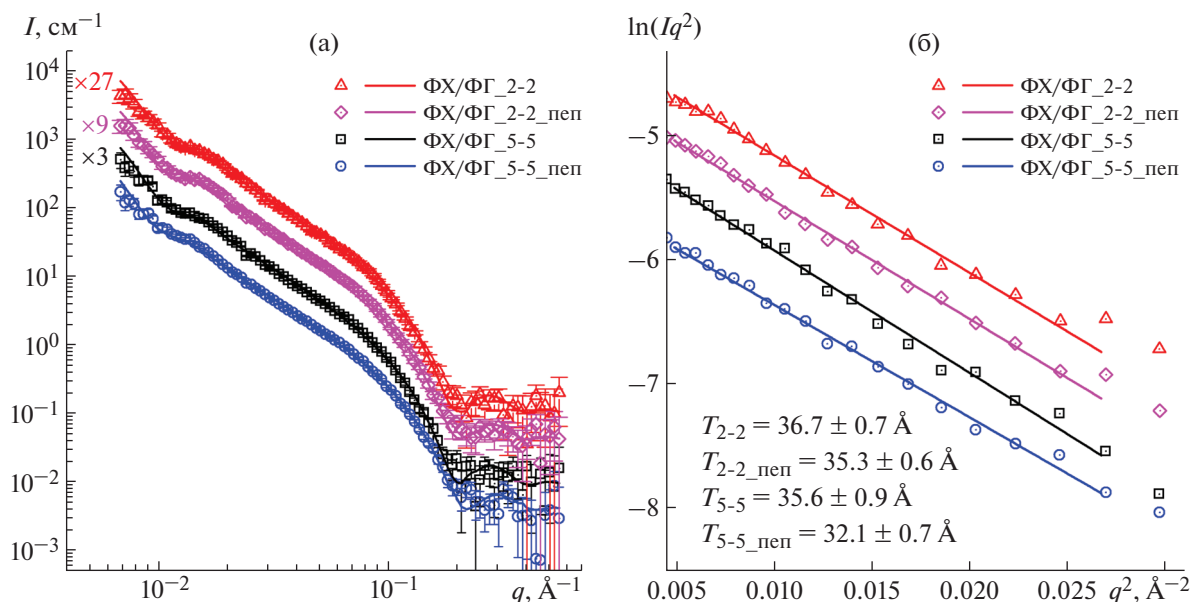 I, см⁻¹
(а)
10⁴
10³
10²
10¹
10⁰
10⁻¹
10⁻²
10⁻³
×27
×9
×3
ФХ/ФГ_2-2
ФХ/ФГ_2-2_пеп
ФХ/ФГ_5-5
ФХ/ФГ_5-5_пеп
10⁻²
10⁻¹
q, Å⁻¹
ln(Iq²)
(б)
−5
−6
−7
−8
ФХ/ФГ_2-2
ФХ/ФГ_2-2_пеп
ФХ/ФГ_5-5
ФХ/ФГ_5-5_пеп
T₂₋₂ = 36.7 ± 0.7 Å
T₂₋₂_пеп = 35.3 ± 0.6 Å
T₅₋₅ = 35.6 ± 0.9 Å
T₅₋₅_пеп = 32.1 ± 0.7 Å
0.005 0.010 0.015 0.020 0.025
q², Å⁻²